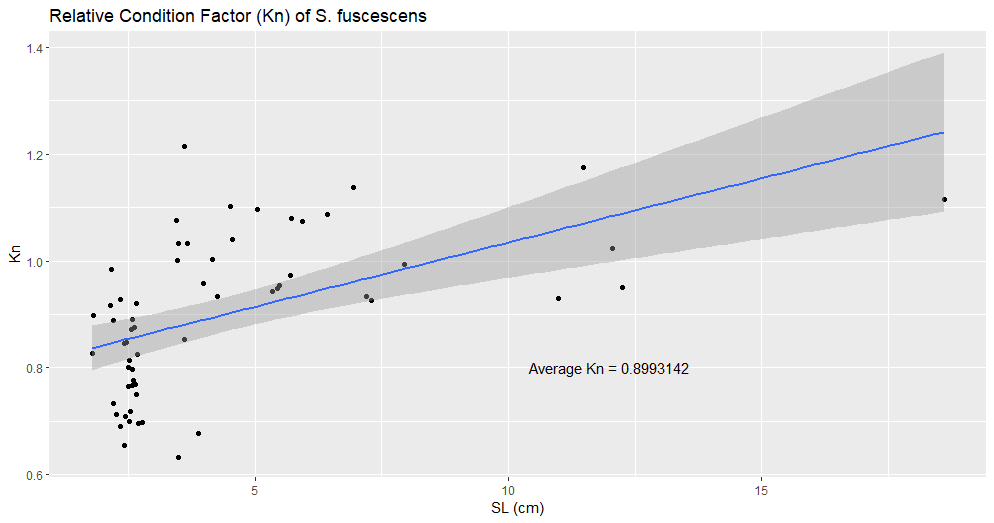 Relative Condition Factor (Kn) of S. fuscescens
1.4
1.2
1.0
0.8
0.6
Kn
Average Kn = 0.8993142
5
10
15
SL (cm)